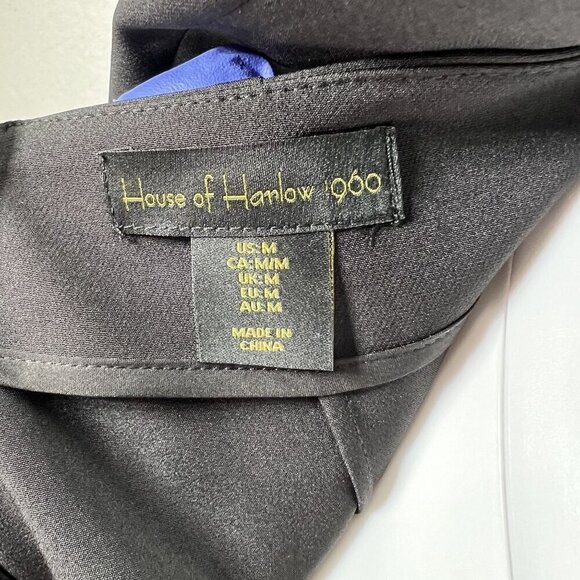 House of Harlow 1960
US:M
CA:M/M
UK:M
EU:M
AU:M
MADE IN
CHINA